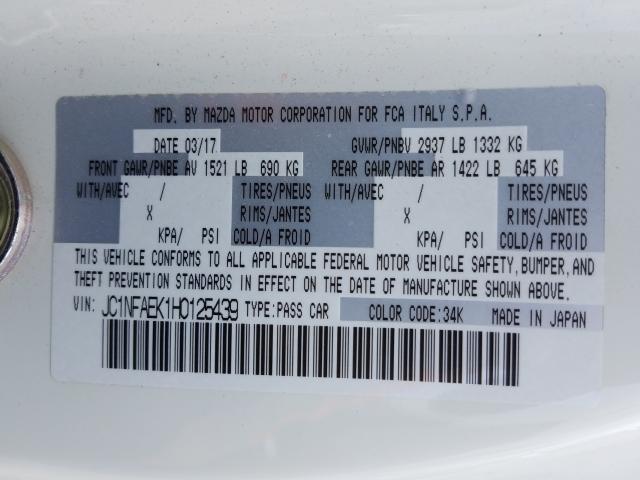 MFD. BY MAZDA MOTOR CORPORATION FOR FCA ITALY S.P.A.
DATE 03/17 GVWR/PNBV 2937 LB 1332 KG
FRONT GAWR/PNBE AV 1521 LB 690 KG REAR GAWR/PNBE AR 1422 LB 645 KG
WITH/AVEC / TIRES/PNEUS WITH/AVEC / TIRES/PNEUS
X RIMS/JANTES X RIMS/JANTES
KPA/ PSI COLD/A FROID KPA/ PSI COLD/A FROID
THIS VEHICLE CONFORMS TO ALL APPLICABLE FEDERAL MOTOR VEHICLE SAFETY, BUMPER, AND
THEFT PREVENTION STANDARDS IN EFFECT ON THE DATE OF MANUFACTURE SHOWN ABOVE.
VIN: JC1NFAEK1H0125439 TYPE:PASS CAR COLOR CODE:34K MADE IN JAPAN